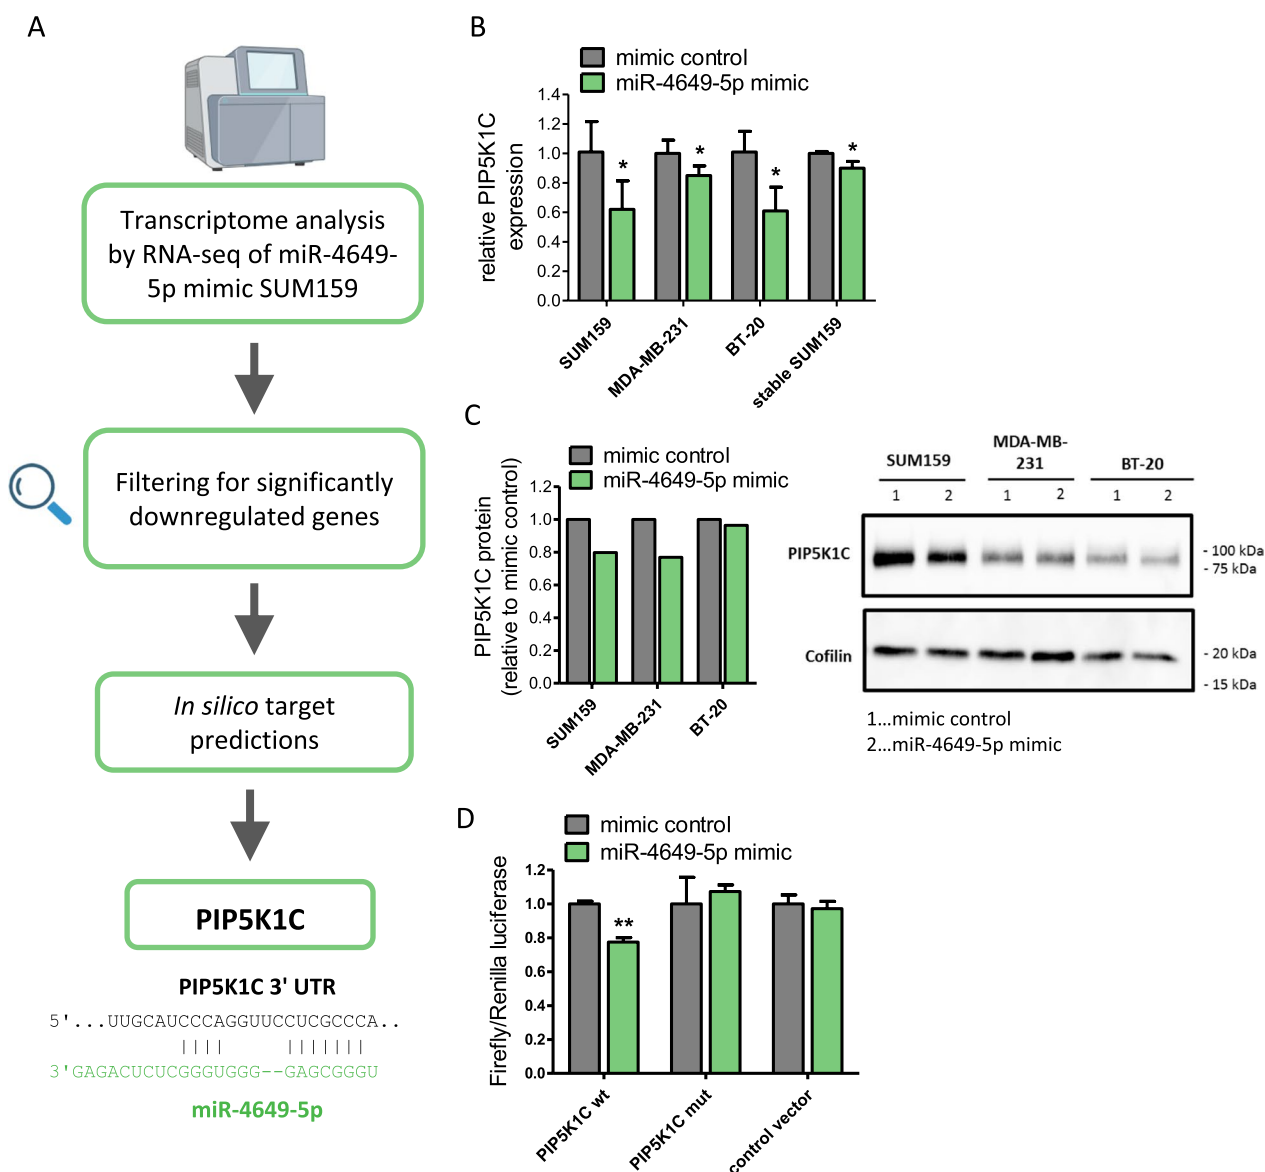 A
Transcriptome analysis
by RNA-seq of miR-4649-
5p mimic SUM159
Filtering for significantly
downregulated genes
In silico target
predictions
PIP5K1C
PIP5K1C 3' UTR
5'...UUGCAUCCCAGGUUCCUCGCCCA..
|||| |||||||
3'GAGACUCUCGGGUGGG--GAGCGGGU
miR-4649-5p
B
mimic control
miR-4649-5p mimic
relative PIP5K1C
expression
1.4
1.2
1.0
0.8
0.6
0.4
0.2
0.0
* * * *
SUM159
MDA-MB-231
BT-20
stable SUM159
C
mimic control
miR-4649-5p mimic
PIP5K1C protein
(relative to mimic control)
1.2
1.0
0.8
0.6
0.4
0.2
0.0
SUM159
MDA-MB-231
BT-20
SUM159
MDA-MB-
231
BT-20
1 2 1 2 1 2
PIP5K1C
- 100 kDa
- 75 kDa
Cofilin
- 20 kDa
- 15 kDa
1...mimic control
2...miR-4649-5p mimic
D
mimic control
miR-4649-5p mimic
Firefly/Renilla luciferase
1.2
1.0
0.8
0.6
0.4
0.2
0.0
**
PIP5K1C wt
PIP5K1C mut
control vector